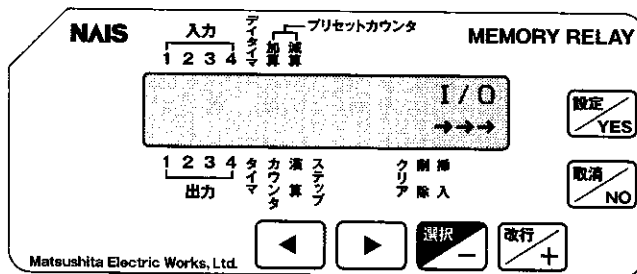 NAIS
入力
1 2 3 4
デイタイマ
加算
減算
プリセットカウンタ
MEMORY RELAY
I/O
→→→
設定
YES
1 2 3 4
出力
タイマ
カウンタ
演算
ステップ
クリア
削除
挿入
取消
NO
◀
▶
選択
−
改行
+
Matsushita Electric Works, Ltd.